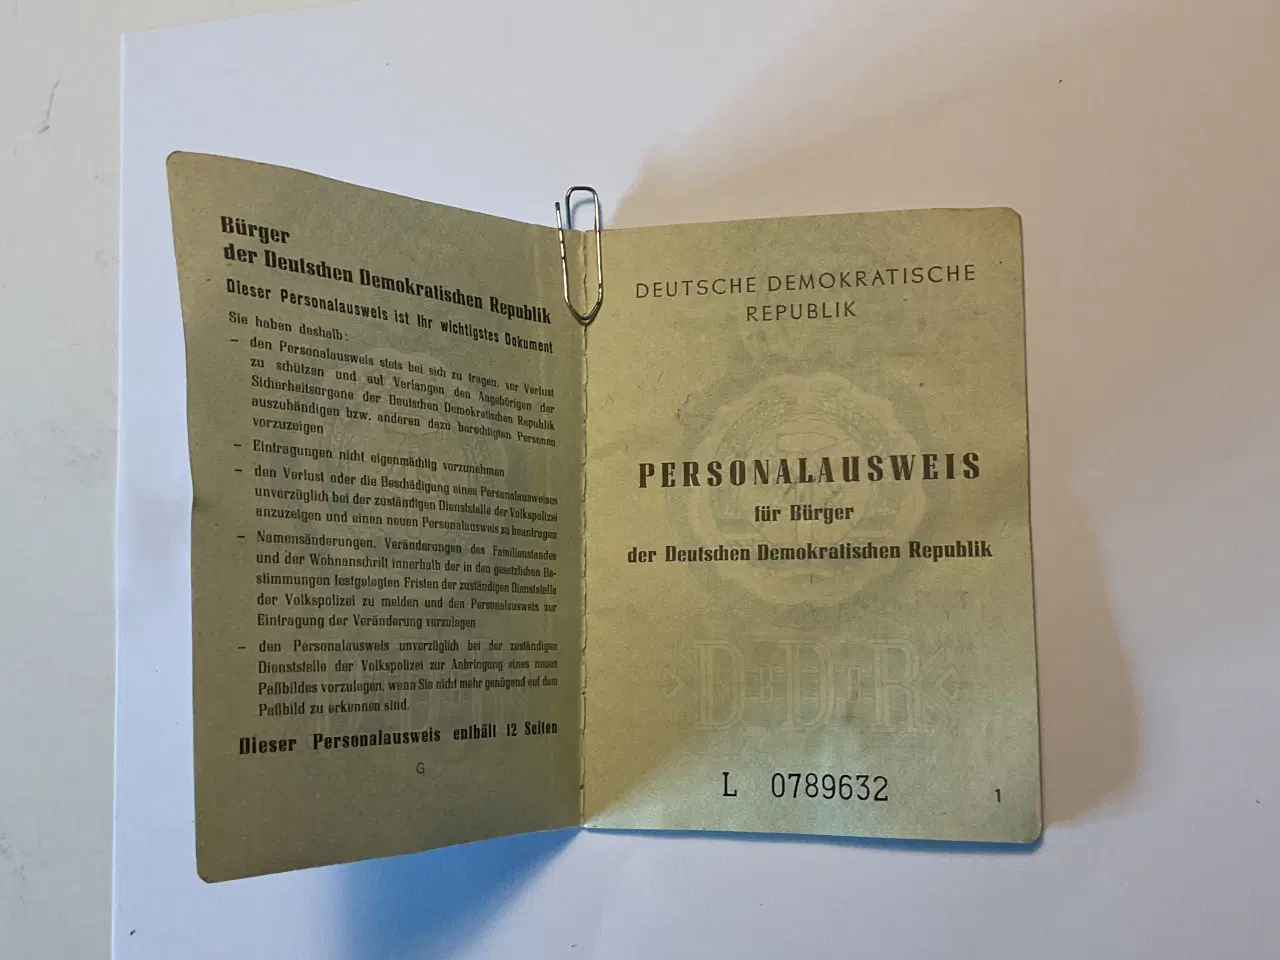 Bürger
der Deutschen Demokratischen Republik
Dieser Personalausweis ist Ihr wichtigstes Dokument
Sie haben deshalb:
– den Personalausweis stets bei sich zu tragen, vor Verlust
zu schützen und auf Verlangen den Angehörigen der
Sicherheitsorgane der Deutschen Demokratischen Republik
auszuhändigen bzw. anderen dazu berechtigten Personen
vorzuzeigen
– Eintragungen nicht eigenmächtig vorzunehmen
– den Verlust oder die Beschädigung eines Personalausweises
unverzüglich bei der zuständigen Dienststelle der Volkspolizei
anzuzeigen und einen neuen Personalausweis zu beantragen
– Namensänderungen, Veränderungen des Familienstandes
und der Wohnanschrift innerhalb der in den gesetzlichen Be-
stimmungen festgelegten Fristen der zuständigen Dienststelle
der Volkspolizei zu melden und den Personalausweis zur
Eintragung der Veränderung vorzulegen
– den Personalausweis unverzüglich bei der zuständigen
Dienststelle der Volkspolizei zur Anbringung eines neuen
Paßbildes vorzulegen, wenn Sie nicht mehr genügend auf dem
Paßbild zu erkennen sind.
Dieser Personalausweis enthält 12 Seiten
G
DEUTSCHE DEMOKRATISCHE
REPUBLIK
PERSONALAUSWEIS
für Bürger
der Deutschen Demokratischen Republik
DDR
L 0789632
1